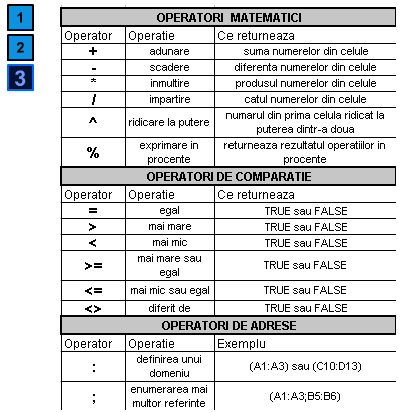 1
2
3
OPERATORI MATEMATICI
Operator Operatie Ce returneaza
+ adunare suma numerelor din celule
- scadere diferenta numerelor din celule
* inmultire produsul numerelor din celule
/ impartire catul numerelor din celule
^ ridicare la putere numarul din prima celula ridicat la
puterea dintr-a doua
% exprimare in returneaza rezultatul operatiilor in
procente procente
OPERATORI DE COMPARATIE
Operator Operatie Ce returneaza
= egal TRUE sau FALSE
> mai mare TRUE sau FALSE
< mai mic TRUE sau FALSE
>= mai mare sau TRUE sau FALSE
egal
<= mai mic sau egal TRUE sau FALSE
<> diferit de TRUE sau FALSE
OPERATORI DE ADRESE
Operator Operatie Exemplu
: definirea unui (A1:A3) sau (C10:D13)
domeniu
; enumerarea mai (A1:A3;B5:B6)
multor referinte